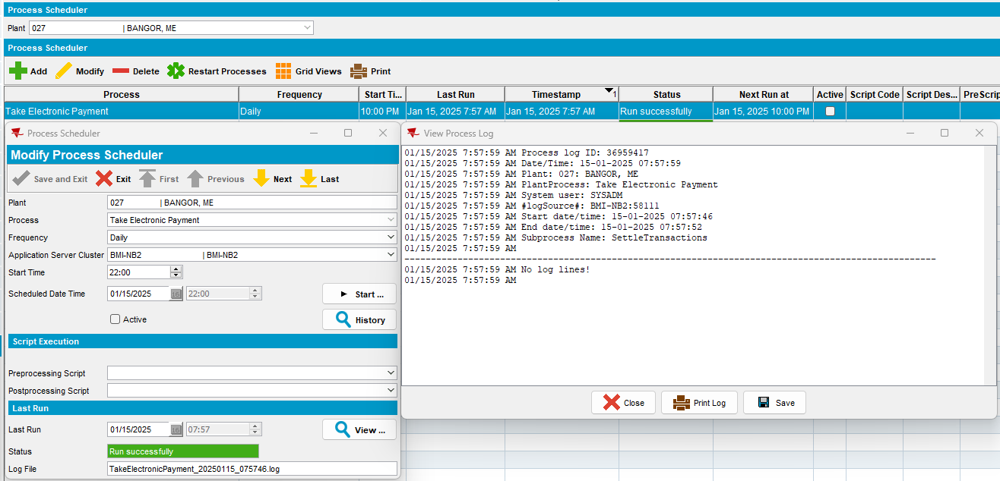 Process Scheduler
Plant 027 | BANGOR, ME
Process Scheduler
Add Modify Delete Restart Processes Grid Views Print
Process Frequency Start Ti... Last Run Timestamp 1 Status Next Run at Active Script Code Script Des... PreScrip
Take Electronic Payment Daily 10:00 PM Jan 15, 2025 7:57 AM Jan 15, 2025 7:57 AM Run successfully Jan 15, 2025 10:00 PM
Process Scheduler
Modify Process Scheduler
Save and Exit Exit First Previous Next Last
Plant 027 | BANGOR, ME
Process Take Electronic Payment
Frequency Daily
Application Server Cluster BMI-NB2 | BMI-NB2
Start Time 22:00
Scheduled Date Time 01/15/2025 16 22:00 Start ...
Active History
Script Execution
Preprocessing Script
Postprocessing Script
Last Run
Last Run 01/15/2025 16 07:57 View ...
Status Run successfully
Log File TakeElectronicPayment_20250115_075746.log
View Process Log
01/15/2025 7:57:59 AM Process log ID: 36959417
01/15/2025 7:57:59 AM Date/Time: 15-01-2025 07:57:59
01/15/2025 7:57:59 AM Plant: 027: BANGOR, ME
01/15/2025 7:57:59 AM PlantProcess: Take Electronic Payment
01/15/2025 7:57:59 AM System user: SYSADM
01/15/2025 7:57:59 AM #logSource#: BMI-NB2:58111
01/15/2025 7:57:59 AM Start date/time: 15-01-2025 07:57:46
01/15/2025 7:57:59 AM End date/time: 15-01-2025 07:57:52
01/15/2025 7:57:59 AM Subprocess Name: SettleTransactions
01/15/2025 7:57:59 AM
----------------------------------------------------------------------------------------------------
01/15/2025 7:57:59 AM No log lines!
01/15/2025 7:57:59 AM
Close Print Log Save